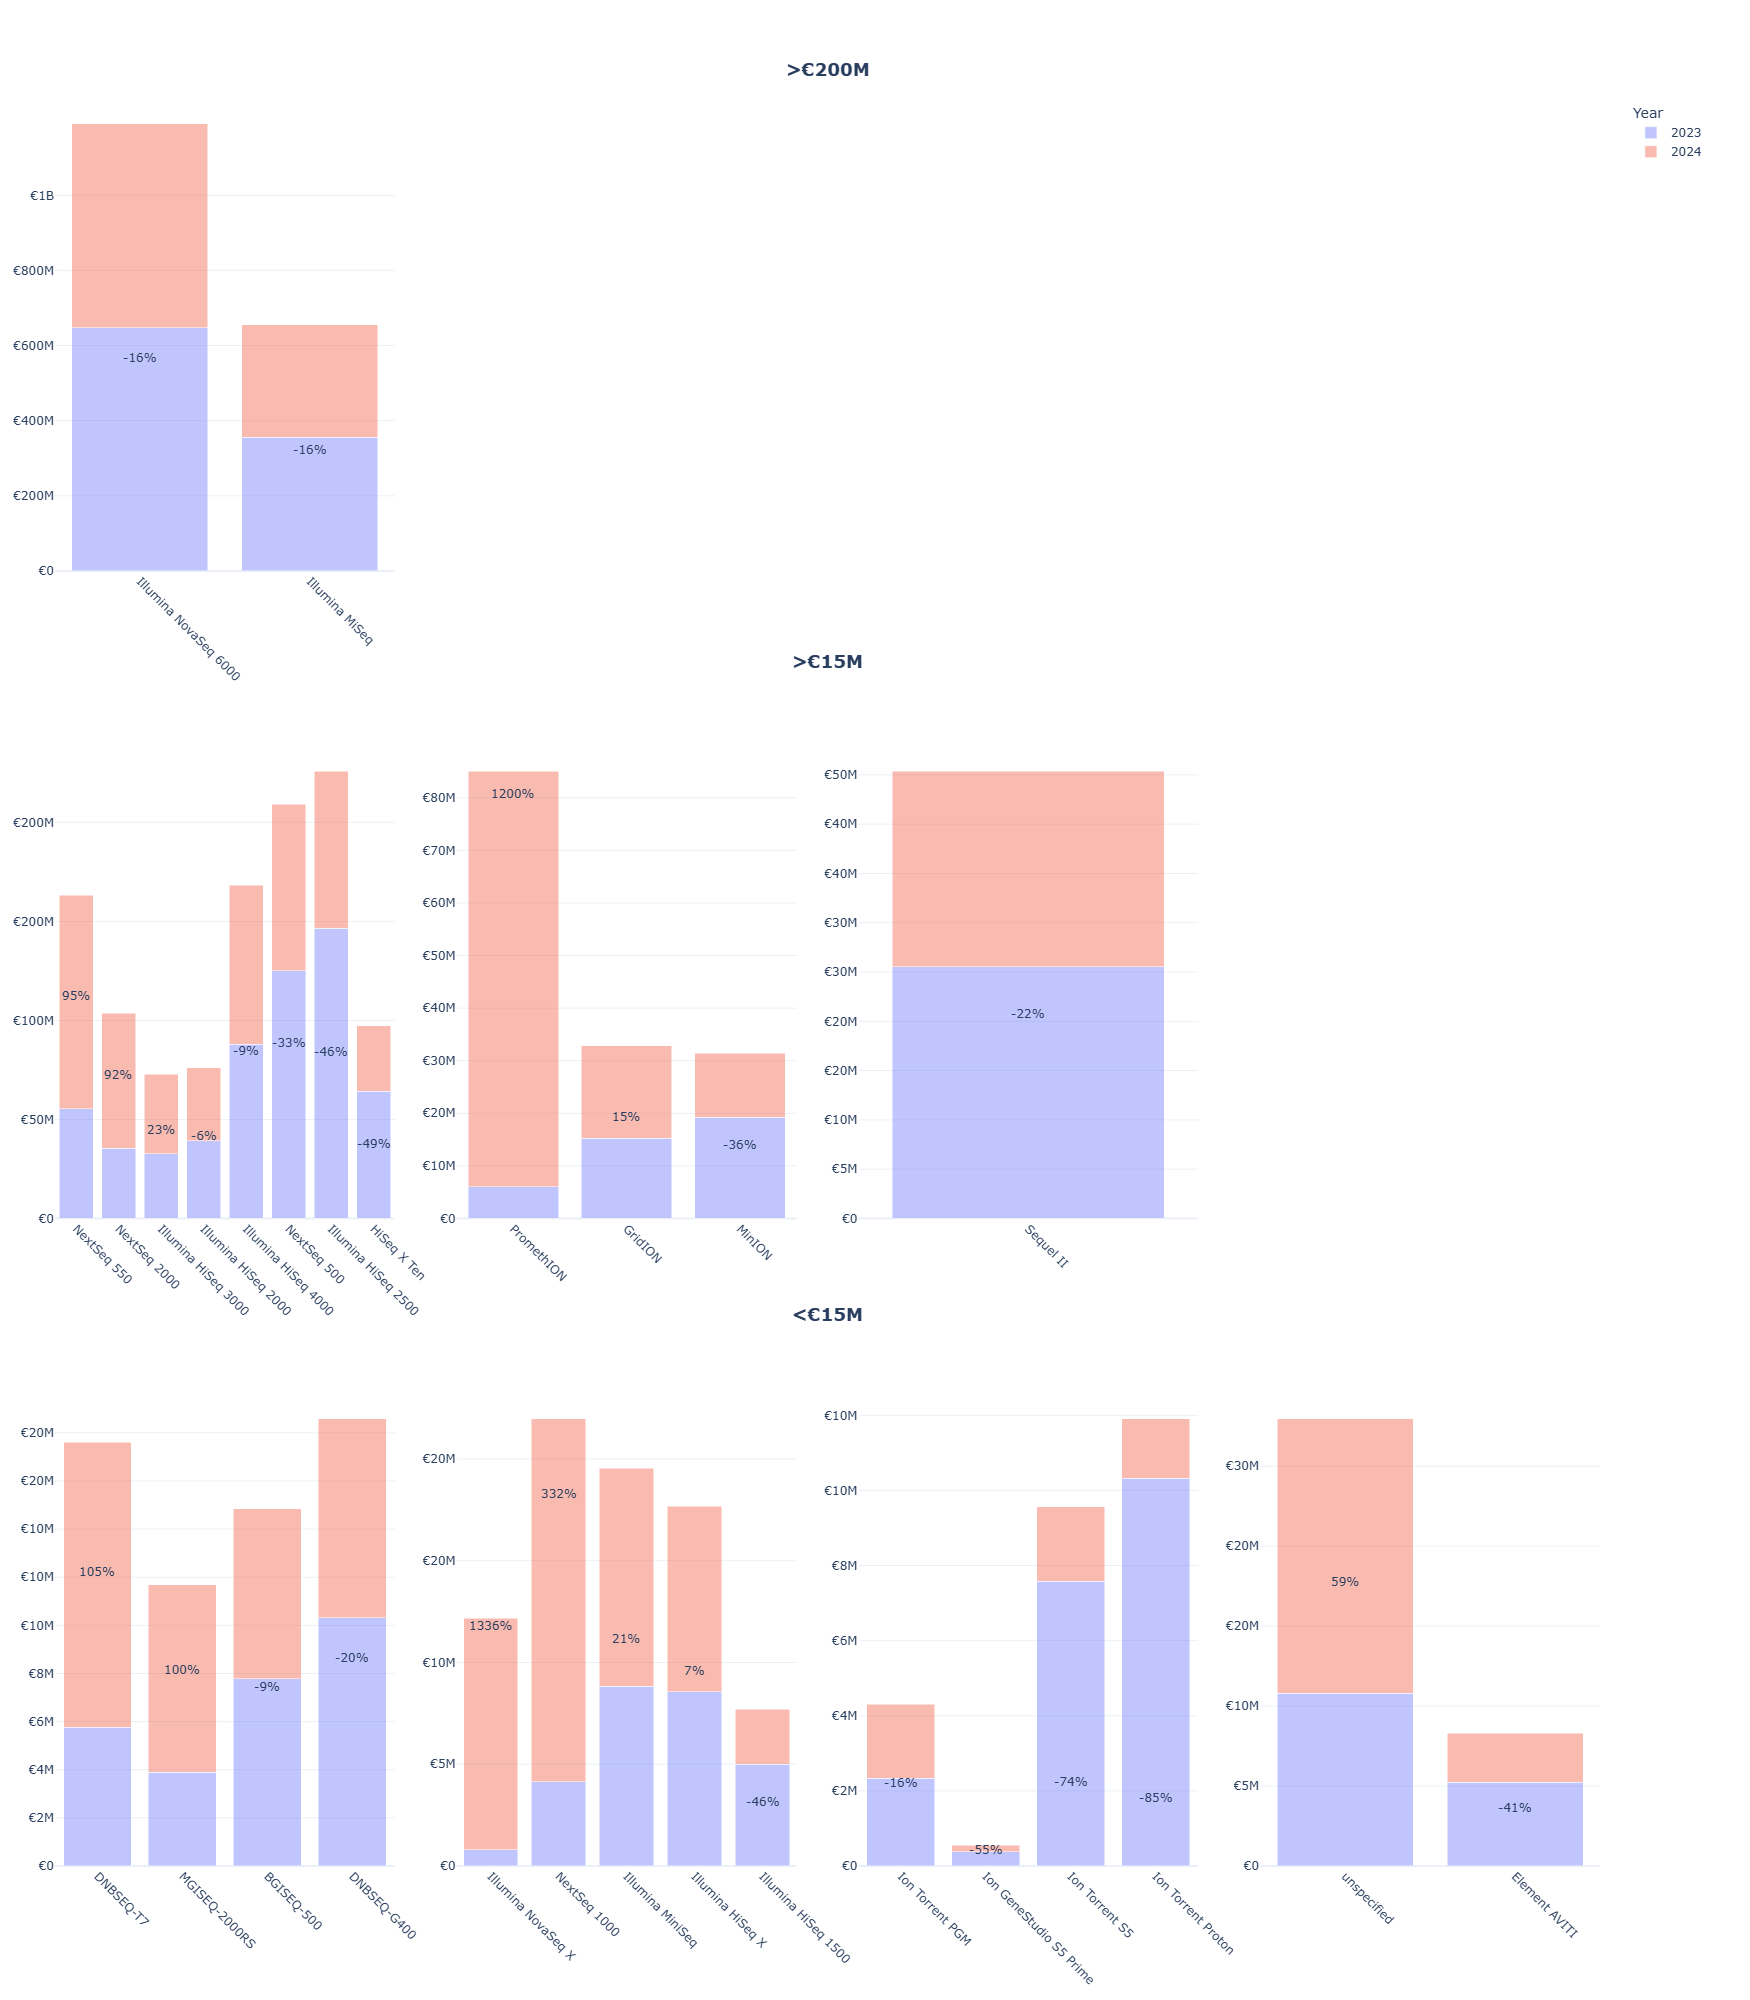 >€200M
Year
2023
2024
€1B
€800M
€600M
€400M
€200M
€0
-16%
-16%
Illumina NovaSeq 6000
Illumina MiSeq
>€15M
€200M
€200M
€100M
€50M
€0
95%
92%
23%
-6%
-9%
-33%
-46%
-49%
NextSeq 550
NextSeq 2000
Illumina HiSeq 3000
Illumina HiSeq 2000
Illumina HiSeq 4000
NextSeq 500
Illumina HiSeq 2500
HiSeq X Ten
€80M
€70M
€60M
€50M
€40M
€30M
€20M
€10M
€0
1200%
15%
-36%
PromethION
GridION
MinION
€50M
€40M
€40M
€30M
€30M
€20M
€20M
€10M
€5M
€0
-22%
Sequel II
<€15M
€20M
€20M
€10M
€10M
€10M
€8M
€6M
€4M
€2M
€0
105%
100%
-9%
-20%
DNBSEQ-T7
MGISEQ-2000RS
BGISEQ-500
DNBSEQ-G400
€20M
€20M
€10M
€5M
€0
1336%
332%
21%
7%
-46%
Illumina NovaSeq X
NextSeq 1000
Illumina MiniSeq
Illumina HiSeq X
Illumina HiSeq 1500
€10M
€10M
€8M
€6M
€4M
€2M
€0
-16%
-55%
-74%
-85%
Ion Torrent PGM
Ion GeneStudio S5 Prime
Ion Torrent S5
Ion Torrent Proton
€30M
€20M
€20M
€10M
€5M
€0
59%
-41%
unspecified
Element AVITI